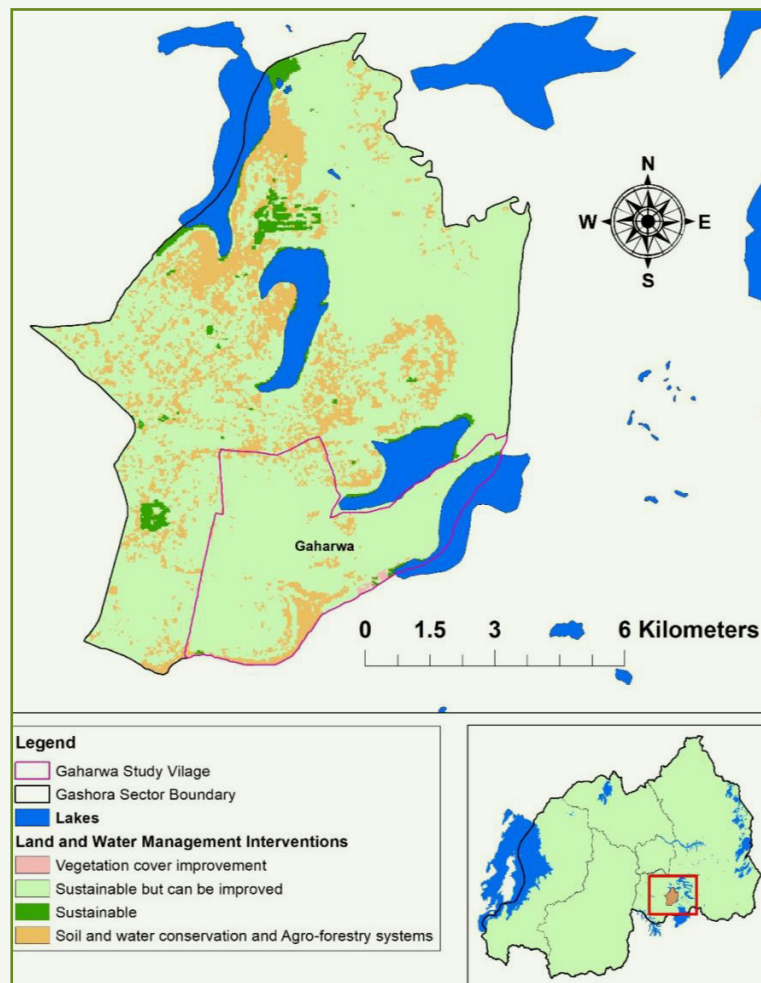 N
W
E
S
Gaharwa
0 1.5 3 6 Kilometers
Legend
Gaharwa Study Vilage
Gashora Sector Boundary
Lakes
Land and Water Management Interventions
Vegetation cover improvement
Sustainable but can be improved
Sustainable
Soil and water conservation and Agro-forestry systems